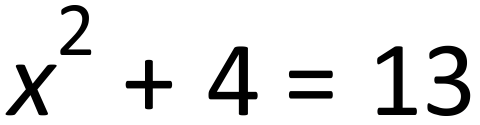 x² + 4 = 13